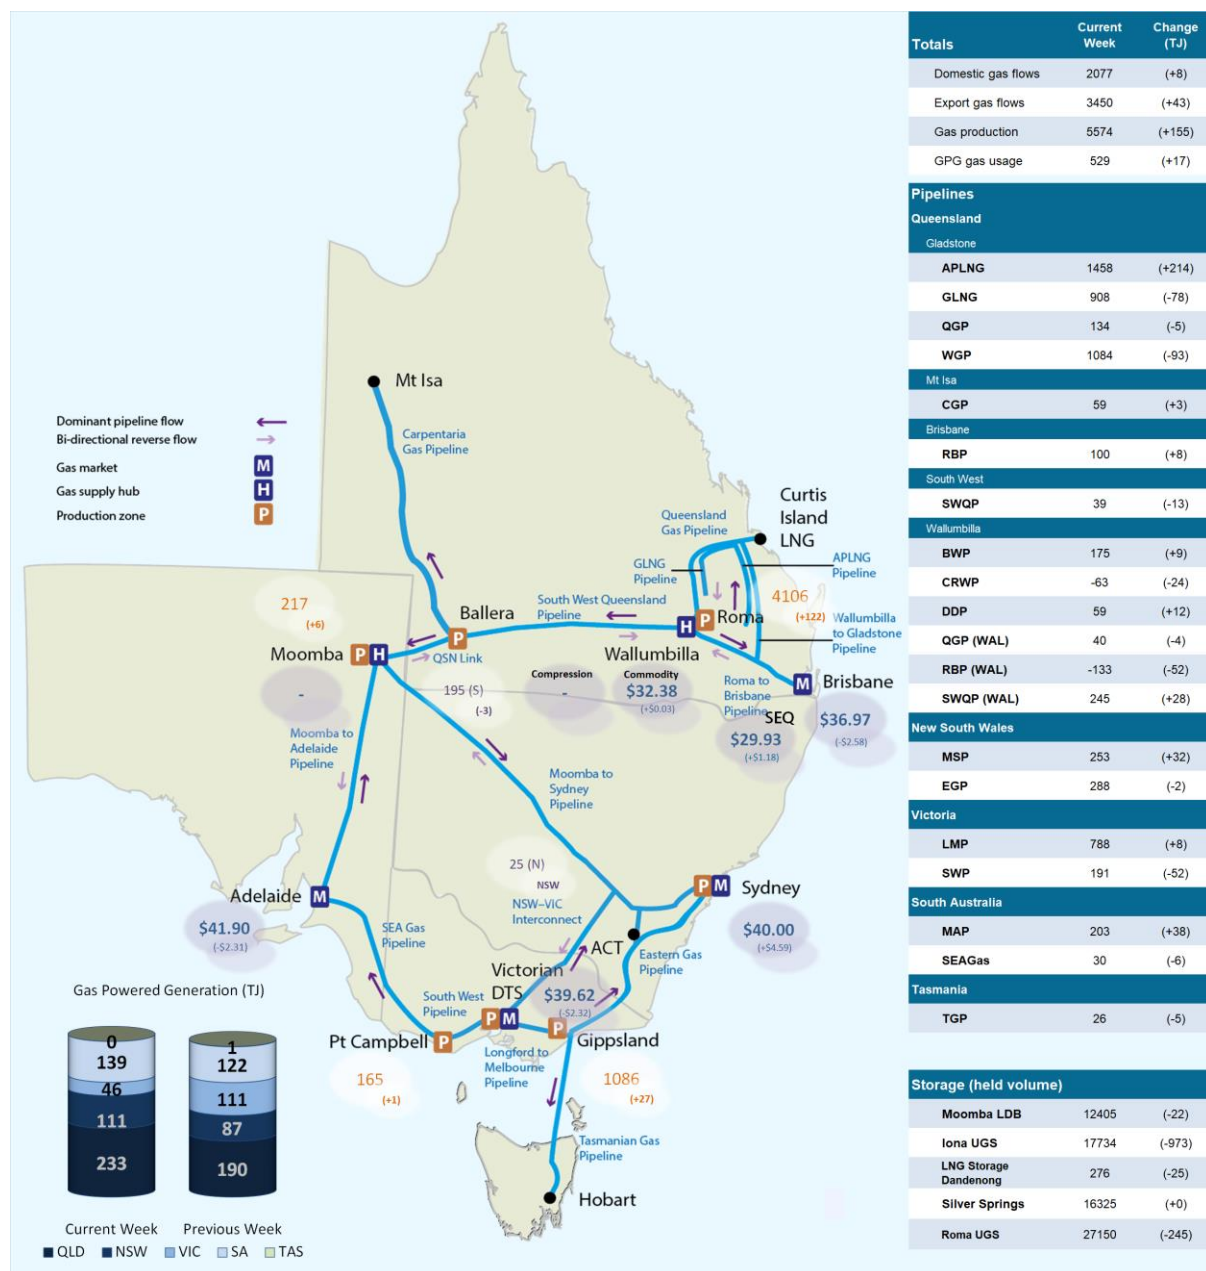 Dominant pipeline flow
Bi-directional reverse flow
Gas market M
Gas supply hub H
Production zone P
Mt Isa
Carpentaria
Gas Pipeline
Curtis
Island
LNG
Queensland
Gas Pipeline
GLNG
Pipeline
APLNG
Pipeline
4106
(+122)
Wallumbilla
to Gladstone
Pipeline
217
(+6)
Ballera
P
South West Queensland
Pipeline
H
P
Roma
Wallumbilla
Moomba
P
H
QSN Link
-
195 (S)
(-3)
Compression
-
Commodity
$32.38
(+$0.03)
Roma to
Brisbane
Pipeline
M
Brisbane
SEQ
$29.93
(+$1.18)
$36.97
(-$2.58)
Moomba to
Adelaide
Pipeline
Moomba to
Sydney
Pipeline
25 (N)
NSW
NSW-VIC
Interconnect
Adelaide
M
$41.90
(-$2.31)
SEA Gas
Pipeline
P
M
Sydney
$40.00
(+$4.59)
ACT
Eastern Gas
Pipeline
Victorian
DTS
$39.62
(-$2.32)
South West
Pipeline
P
M
P
Pt Campbell
P
Gippsland
Longford to
Melbourne
Pipeline
165
(+1)
1086
(+27)
Tasmanian Gas
Pipeline
Hobart
Gas Powered Generation (TJ)
0
139
46
111
233
1
122
111
87
190
Current Week
Previous Week
QLD NSW VIC SA TAS
Totals Current Week Change (TJ)
Domestic gas flows 2077 (+8)
Export gas flows 3450 (+43)
Gas production 5574 (+155)
GPG gas usage 529 (+17)
Pipelines
Queensland
Gladstone
APLNG 1458 (+214)
GLNG 908 (-78)
QGP 134 (-5)
WGP 1084 (-93)
Mt Isa
CGP 59 (+3)
Brisbane
RBP 100 (+8)
South West
SWQP 39 (-13)
Wallumbilla
BWP 175 (+9)
CRWP -63 (-24)
DDP 59 (+12)
QGP (WAL) 40 (-4)
RBP (WAL) -133 (-52)
SWQP (WAL) 245 (+28)
New South Wales
MSP 253 (+32)
EGP 288 (-2)
Victoria
LMP 788 (+8)
SWP 191 (-52)
South Australia
MAP 203 (+38)
SEAGas 30 (-6)
Tasmania
TGP 26 (-5)
Storage (held volume)
Moomba LDB 12405 (-22)
Iona UGS 17734 (-973)
LNG Storage
Dandenong 276 (-25)
Silver Springs 16325 (+0)
Roma UGS 27150 (-245)